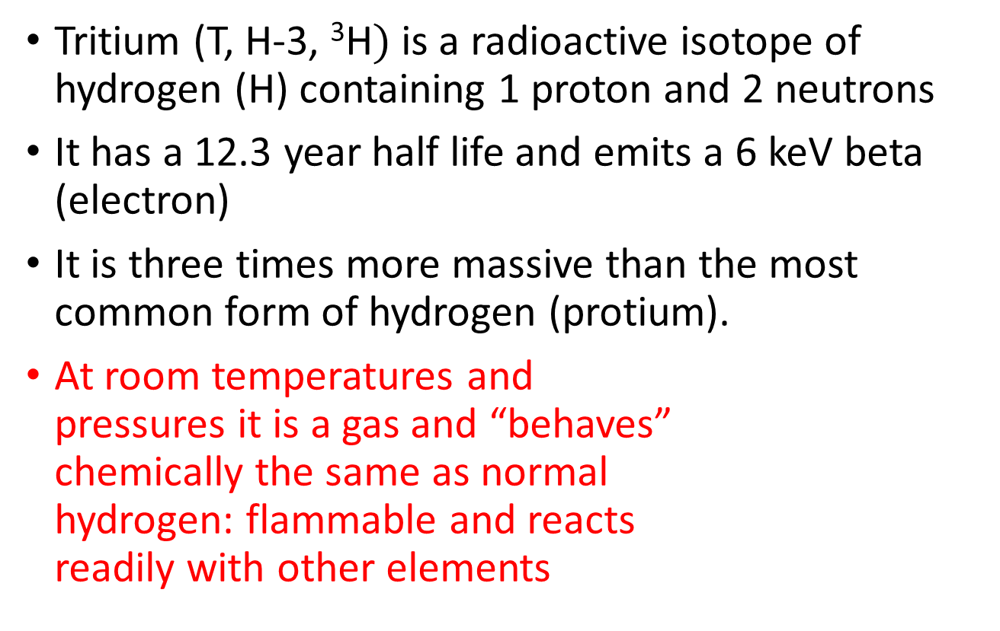 • Tritium (T, H-3, ³H) is a radioactive isotope of
hydrogen (H) containing 1 proton and 2 neutrons
• It has a 12.3 year half life and emits a 6 keV beta
(electron)
• It is three times more massive than the most
common form of hydrogen (protium).
• At room temperatures and
pressures it is a gas and “behaves”
chemically the same as normal
hydrogen: flammable and reacts
readily with other elements